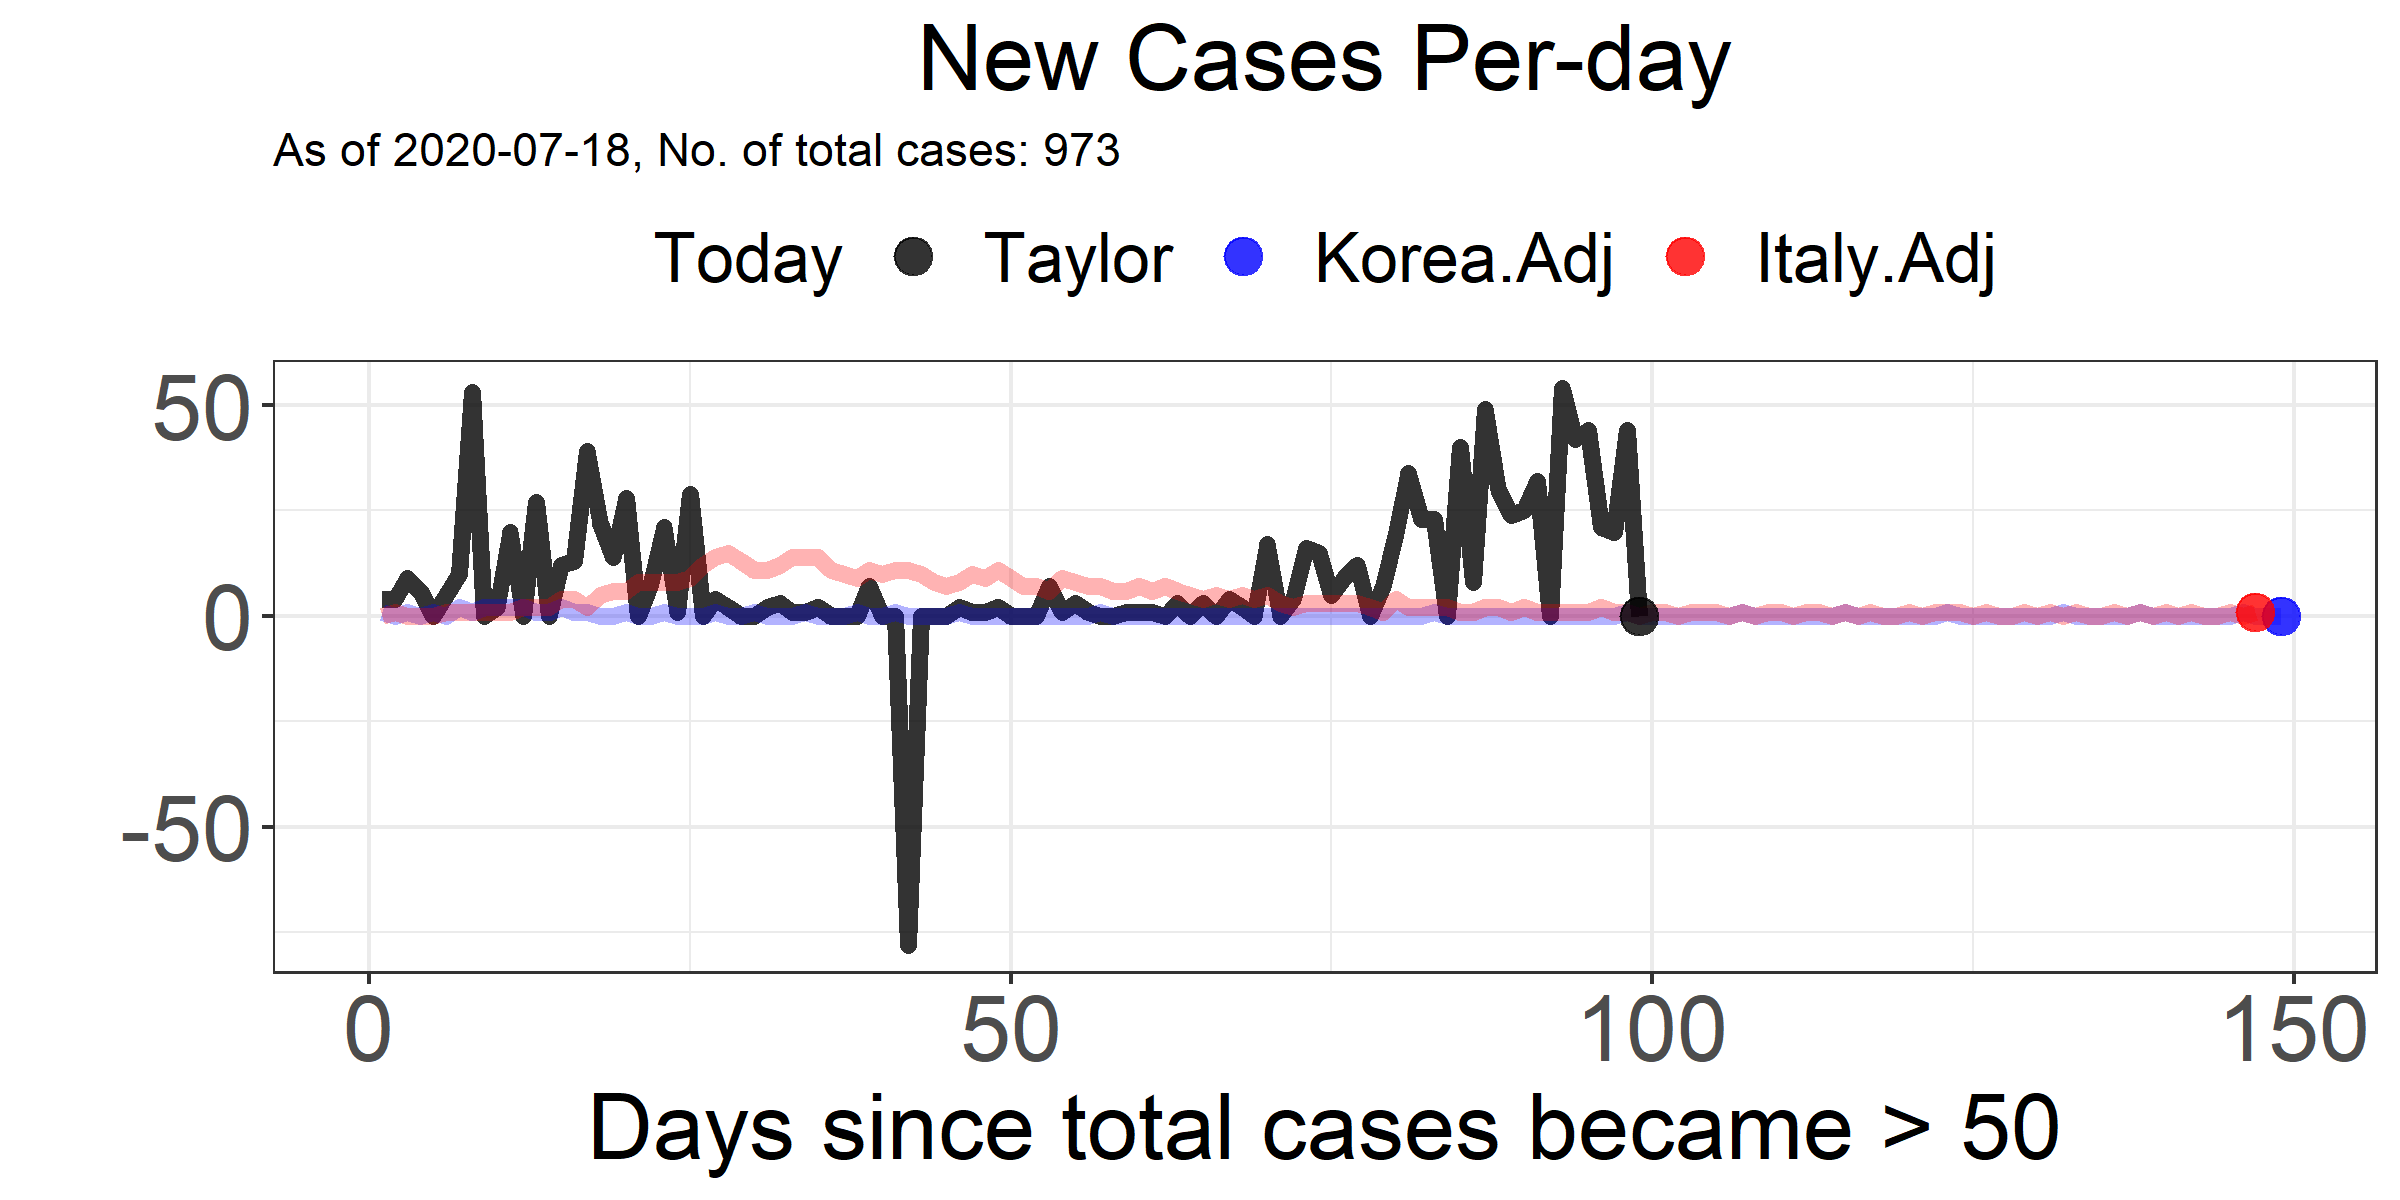 New Cases Per-day
As of 2020-07-18, No. of total cases: 973
Today Taylor Korea.Adj Italy.Adj
50
0
-50
0 50 100 150
Days since total cases became > 50